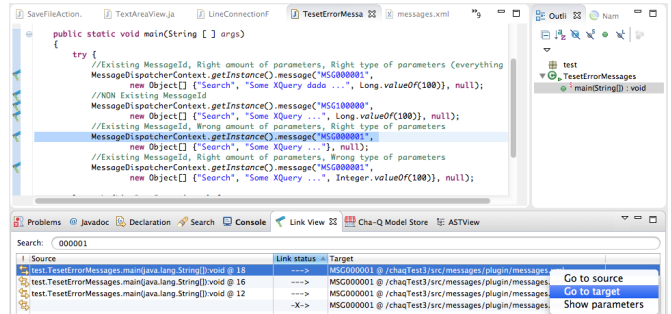 SaveFileAction.
TextAreaView.ja
LineConnectionF
TesetErrorMessa
messages.xml
»9
Outli
Nam
public static void main(String [ ] args)
{
try {
//Existing MessageId, Right amount of parameters, Right type of parameters (everything
MessageDispatcherContext.getInstance().message("MSG000001",
new Object[] {"Search", "Some XQuery dada ...", Long.valueOf(100)}, null);
//NON Existing MessageId
MessageDispatcherContext.getInstance().message("MSG100000",
new Object[] {"Search", "Some XQuery ...", Long.valueOf(100)}, null);
//Existing MessageId, Wrong amount of parameters, Right type of parameters
MessageDispatcherContext.getInstance().message("MSG000001",
new Object[] {"Search", "Some XQuery ..."}, null);
//Existing MessageId, Right amount of parameters, Wrong type of parameters
MessageDispatcherContext.getInstance().message("MSG000001",
new Object[] {"Search", "Some XQuery ...", Integer.valueOf(100)}, null);
test
TesetErrorMessages
main(String[]) : void
Problems @ Javadoc Declaration Search Console Link View Cha-Q Model Store ASTView
Search: 000001
! Source Link status Target
test.TesetErrorMessages.main(java.lang.String[]):void @ 18 ---> MSG000001 @ /chaqTest3/src/messages/plugin/messages.
test.TesetErrorMessages.main(java.lang.String[]):void @ 16 ---> MSG000001 @ /chaqTest3/src/messages/plugin/messages.
test.TesetErrorMessages.main(java.lang.String[]):void @ 12 ---> MSG000001 @ /chaqTest3/src/messages/plugin/messages.
-X-> MSG000001 @ /chaqTest3/src/messages/plugin/messages.
Go to source
Go to target
Show parameters